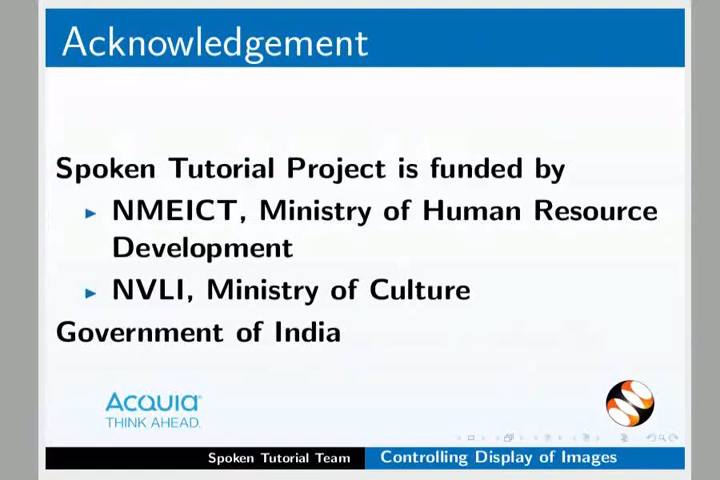 Acknowledgement
Spoken Tutorial Project is funded by
NMEICT, Ministry of Human Resource
Development
NVLI, Ministry of Culture
Government of India
Acquia
THINK AHEAD.
Spoken Tutorial Team Controlling Display of Images